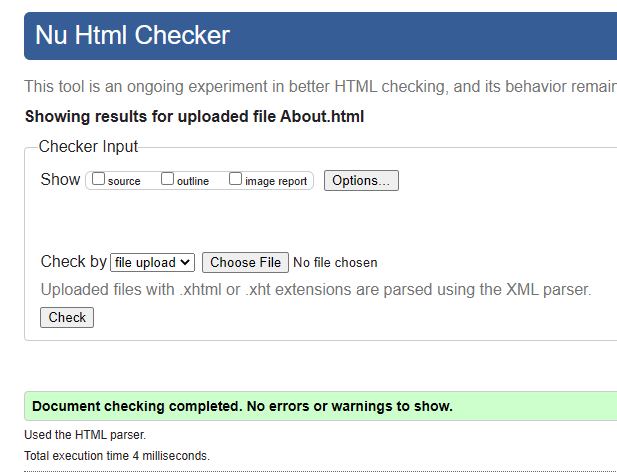 Nu Html Checker
This tool is an ongoing experiment in better HTML checking, and its behavior remain
Showing results for uploaded file About.html
Checker Input
Show source outline image report Options...
Check by file upload Choose File No file chosen
Uploaded files with .xhtml or .xht extensions are parsed using the XML parser.
Check
Document checking completed. No errors or warnings to show.
Used the HTML parser.
Total execution time 4 milliseconds.